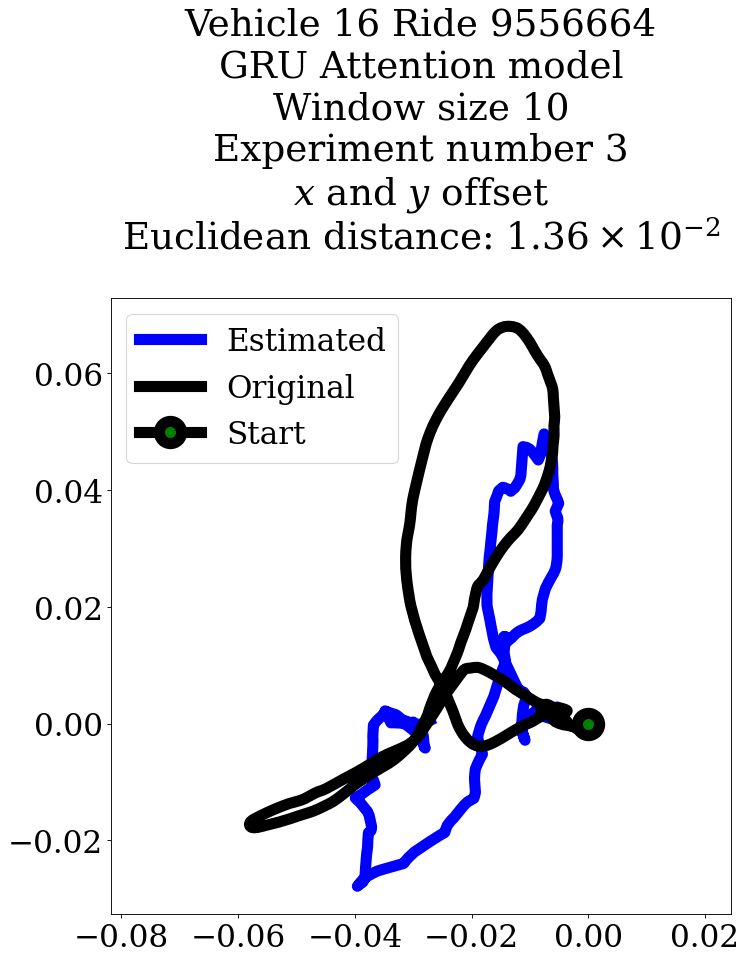 Vehicle 16 Ride 9556664
GRU Attention model
Window size 10
Experiment number 3
x and y offset
Euclidean distance: 1.36 × 10⁻²
Estimated
Original
Start
0.06
0.04
0.02
0.00
−0.02
−0.08 −0.06 −0.04 −0.02 0.00 0.02